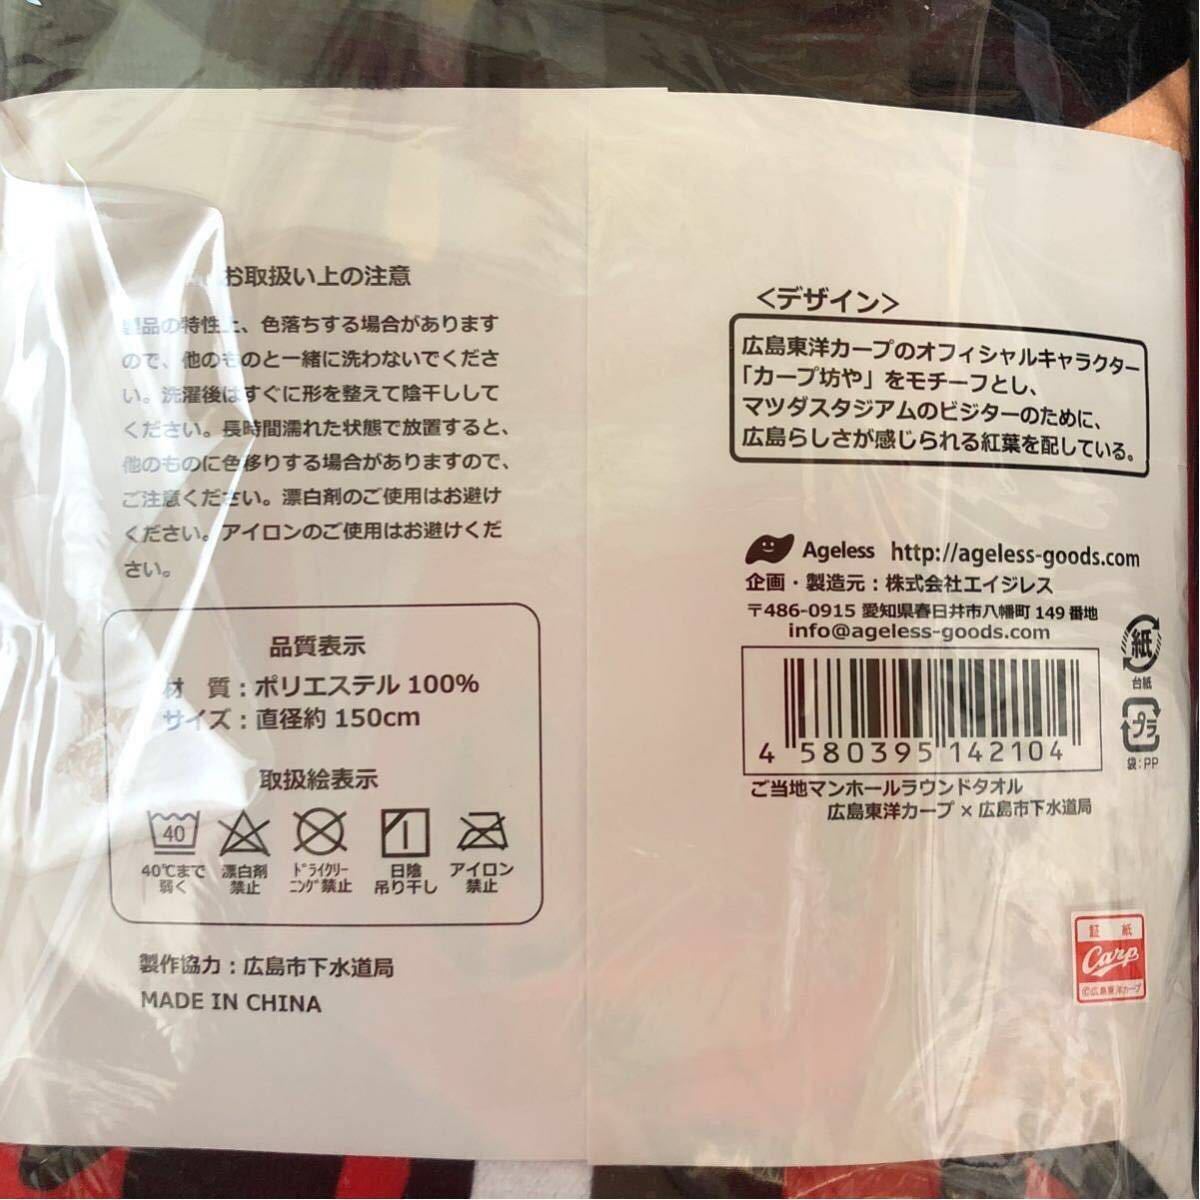 お取扱い上の注意
製品の特性上、色落ちする場合があります
ので、他のものと一緒に洗わないでくださ
い。洗濯後はすぐに形を整えて陰干しして
ください。長時間濡れた状態で放置すると、
他のものに色移りする場合がありますので、
ご注意ください。漂白剤のご使用はお避け
ください。アイロンのご使用はお避けくだ
さい。
品質表示
材　質：ポリエステル 100%
サイズ：直径約 150cm
取扱絵表示
40
40℃まで
弱く
漂白剤
禁止
ﾄﾞﾗｲｸﾘｰ
ﾆﾝｸﾞ禁止
日陰
吊り干し
アイロン
禁止
製作協力：広島市下水道局
MADE IN CHINA
＜デザイン＞
広島東洋カープのオフィシャルキャラクター
「カープ坊や」をモチーフとし、
マツダスタジアムのビジターのために、
広島らしさが感じられる紅葉を配している。
Ageless http://ageless-goods.com
企画・製造元：株式会社エイジレス
〒486-0915 愛知県春日井市八幡町 149 番地
info@ageless-goods.com
4 580395 142104
ご当地マンホールラウンドタオル
広島東洋カープ × 広島市下水道局
紙
台紙
プラ
袋：PP
証　紙
Carp
©広島東洋カープ